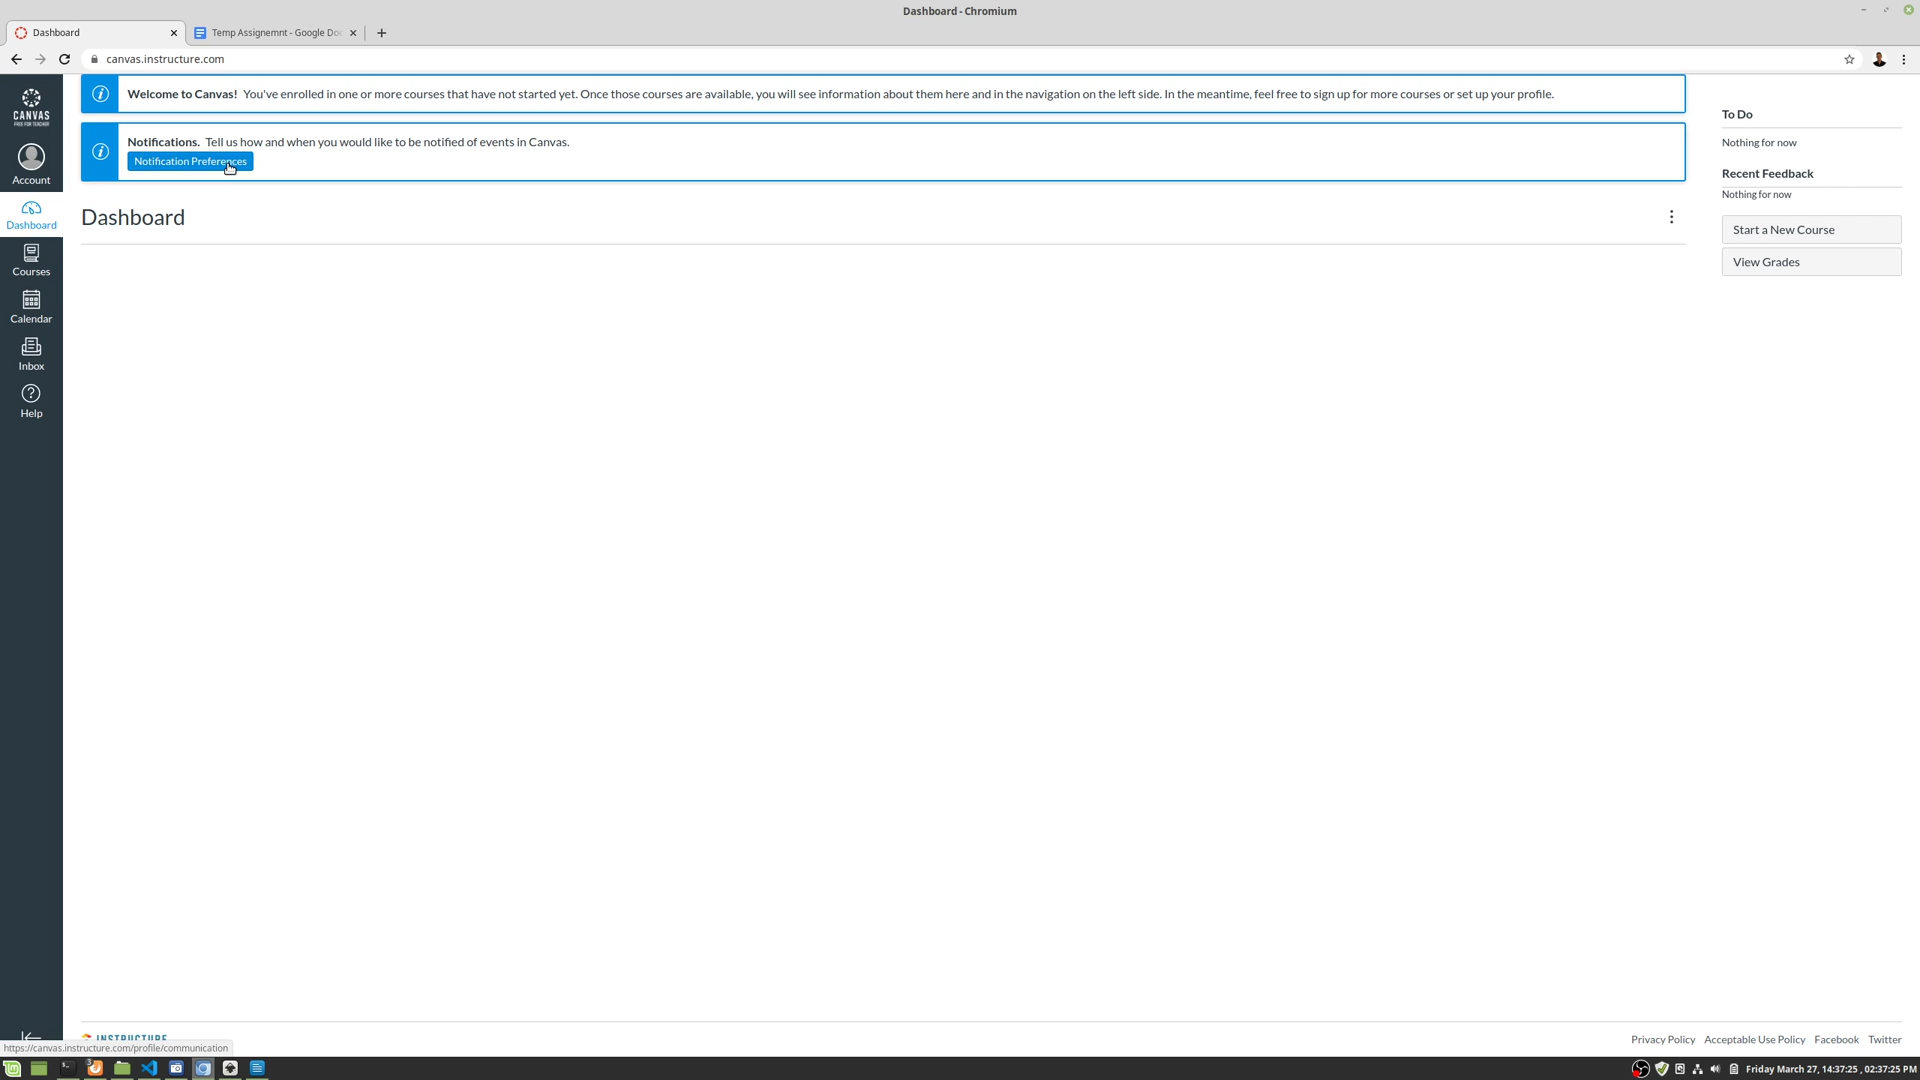 Dashboard - Chromium
Dashboard
Temp Assignemnt - Google Do
canvas.instructure.com
CANVAS
FREE FOR TEACHER
Account
Dashboard
Courses
Calendar
Inbox
Help
Welcome to Canvas! You've enrolled in one or more courses that have not started yet. Once those courses are available, you will see information about them here and in the navigation on the left side. In the meantime, feel free to sign up for more courses or set up your profile.
Notifications. Tell us how and when you would like to be notified of events in Canvas.
Notification Preferences
Dashboard
To Do
Nothing for now
Recent Feedback
Nothing for now
Start a New Course
View Grades
INSTRUCTURE
https://canvas.instructure.com/profile/communication
Privacy Policy Acceptable Use Policy Facebook Twitter
3
Friday March 27, 14:37:25 , 02:37:25 PM